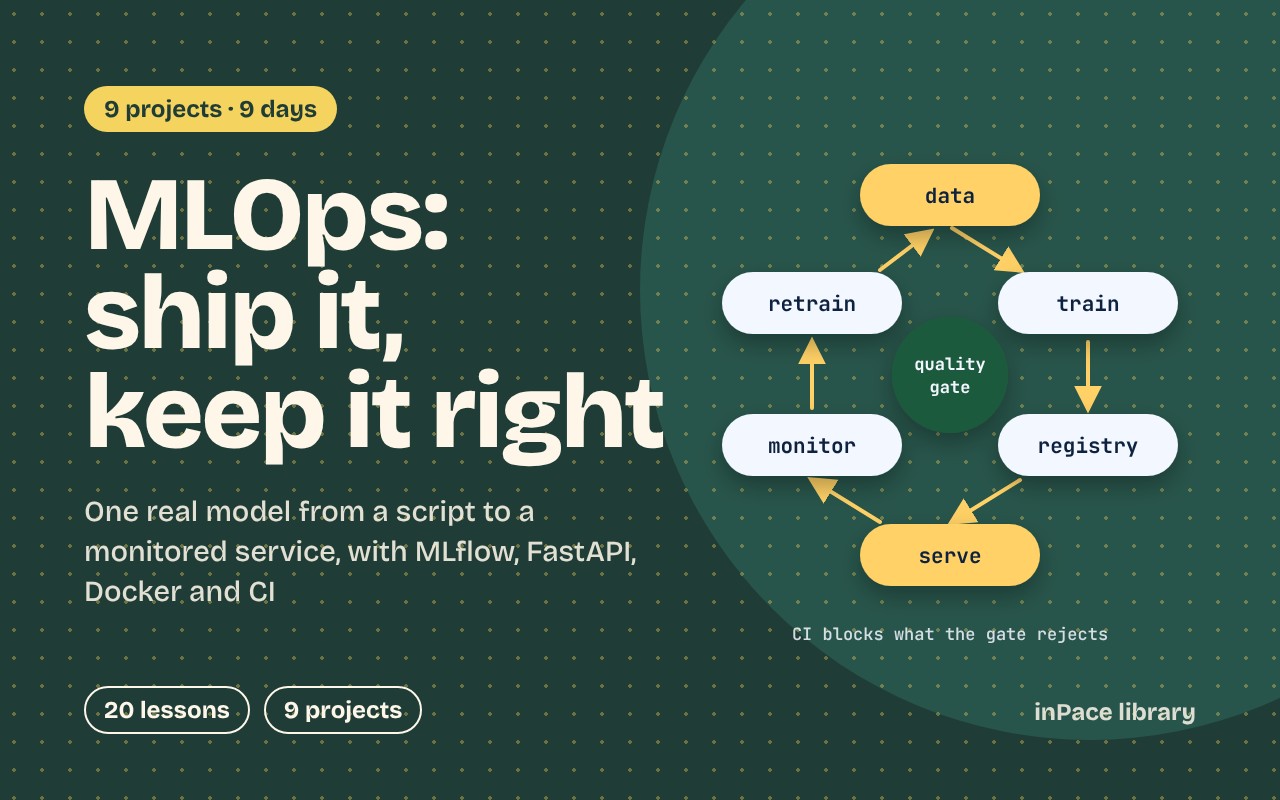 9 projects · 9 days
MLOps:
ship it,
keep it right
One real model from a script to a
monitored service, with MLflow, FastAPI,
Docker and CI
20 lessons
9 projects
data
retrain
train
quality
gate
monitor
registry
serve
CI blocks what the gate rejects
inPace library